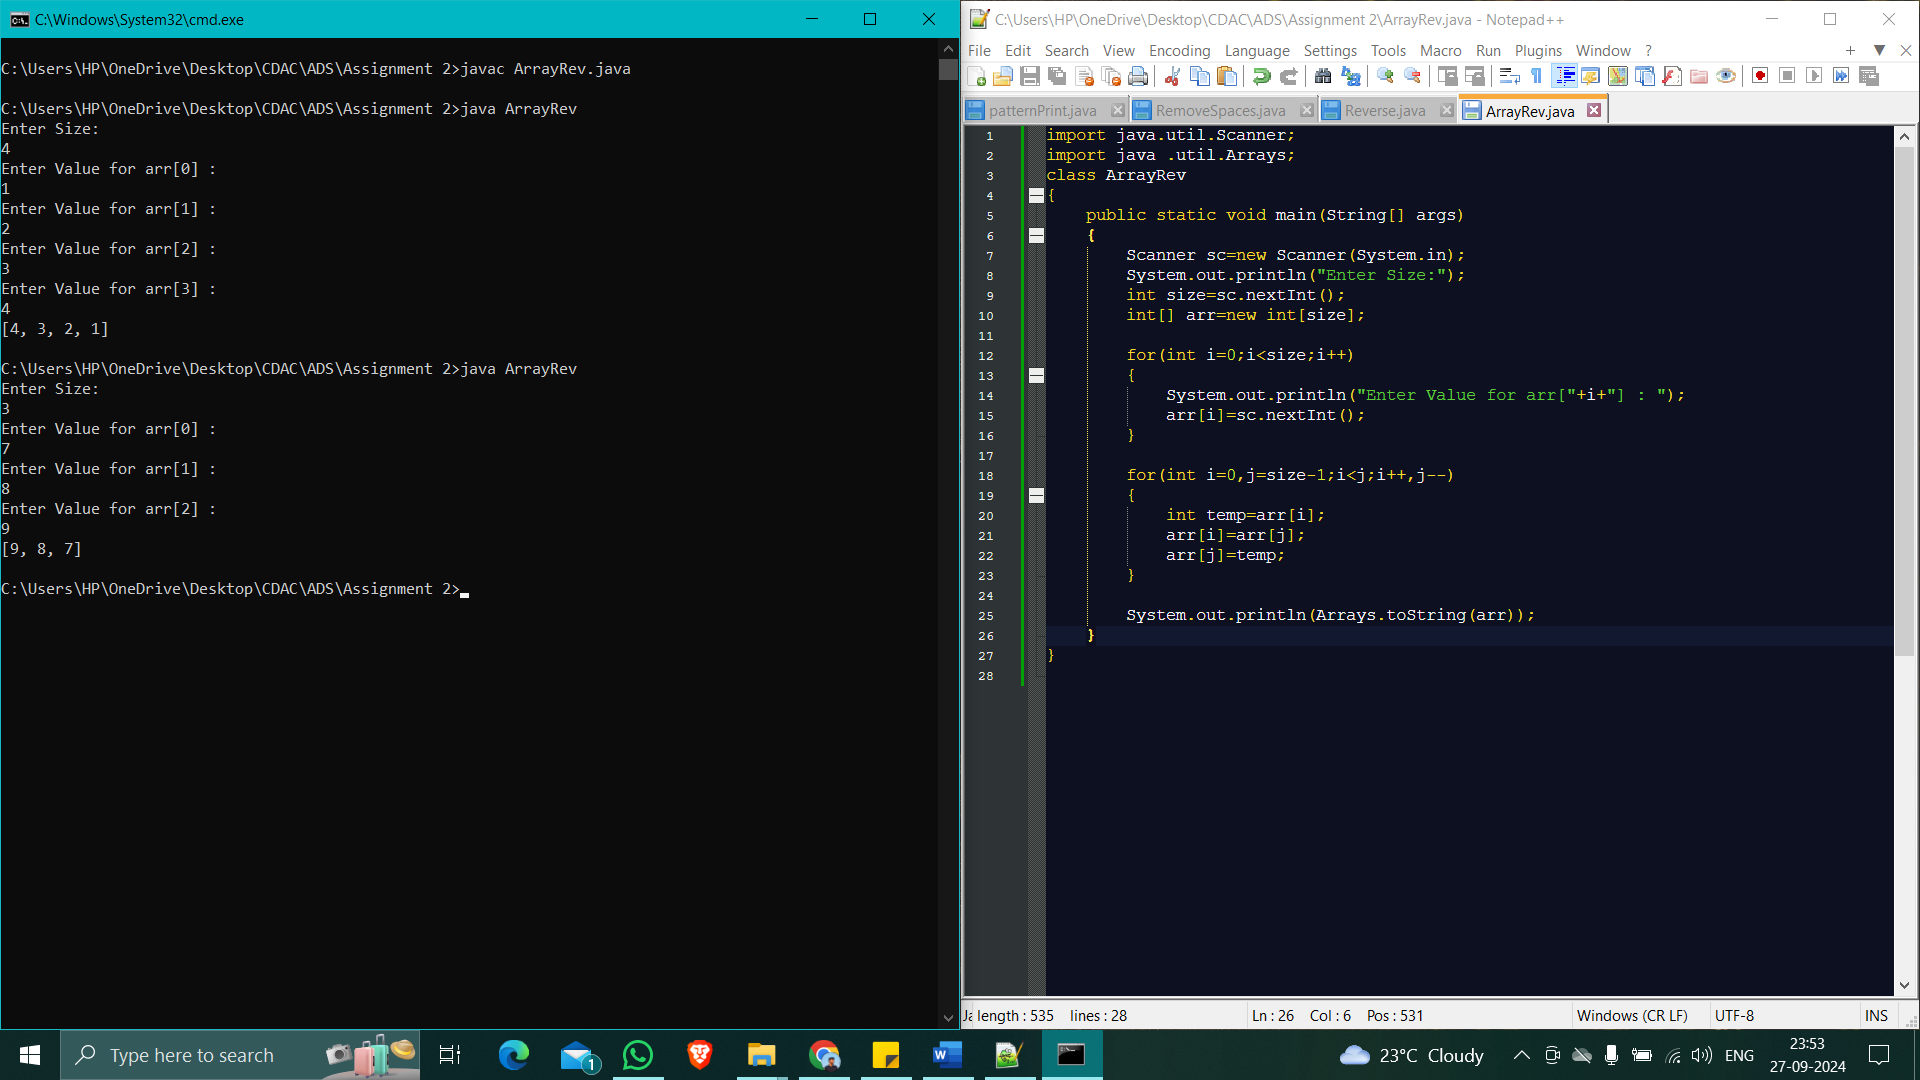 C:\Windows\System32\cmd.exe
C:\Users\HP\OneDrive\Desktop\CDAC\ADS\Assignment 2>javac ArrayRev.java
C:\Users\HP\OneDrive\Desktop\CDAC\ADS\Assignment 2>java ArrayRev
Enter Size:
4
Enter Value for arr[0] :
1
Enter Value for arr[1] :
2
Enter Value for arr[2] :
3
Enter Value for arr[3] :
4
[4, 3, 2, 1]
C:\Users\HP\OneDrive\Desktop\CDAC\ADS\Assignment 2>java ArrayRev
Enter Size:
3
Enter Value for arr[0] :
7
Enter Value for arr[1] :
8
Enter Value for arr[2] :
9
[9, 8, 7]
C:\Users\HP\OneDrive\Desktop\CDAC\ADS\Assignment 2>
C:\Users\HP\OneDrive\Desktop\CDAC\ADS\Assignment 2\ArrayRev.java - Notepad++
File Edit Search View Encoding Language Settings Tools Macro Run Plugins Window ?
patternPrint.java RemoveSpaces.java Reverse.java ArrayRev.java
1 import java.util.Scanner;
2 import java .util.Arrays;
3 class ArrayRev
4 {
5 public static void main(String[] args)
6 {
7 Scanner sc=new Scanner(System.in);
8 System.out.println("Enter Size:");
9 int size=sc.nextInt();
10 int[] arr=new int[size];
11
12 for(int i=0;i<size;i++)
13 {
14 System.out.println("Enter Value for arr["+i+"] : ");
15 arr[i]=sc.nextInt();
16 }
17
18 for(int i=0,j=size-1;i<j;i++,j--)
19 {
20 int temp=arr[i];
21 arr[i]=arr[j];
22 arr[j]=temp;
23 }
24
25 System.out.println(Arrays.toString(arr));
26 }
27 }
28
Ja length : 535 lines : 28 Ln : 26 Col : 6 Pos : 531 Windows (CR LF) UTF-8 INS
Type here to search
1
23°C Cloudy
ENG
23:53
27-09-2024